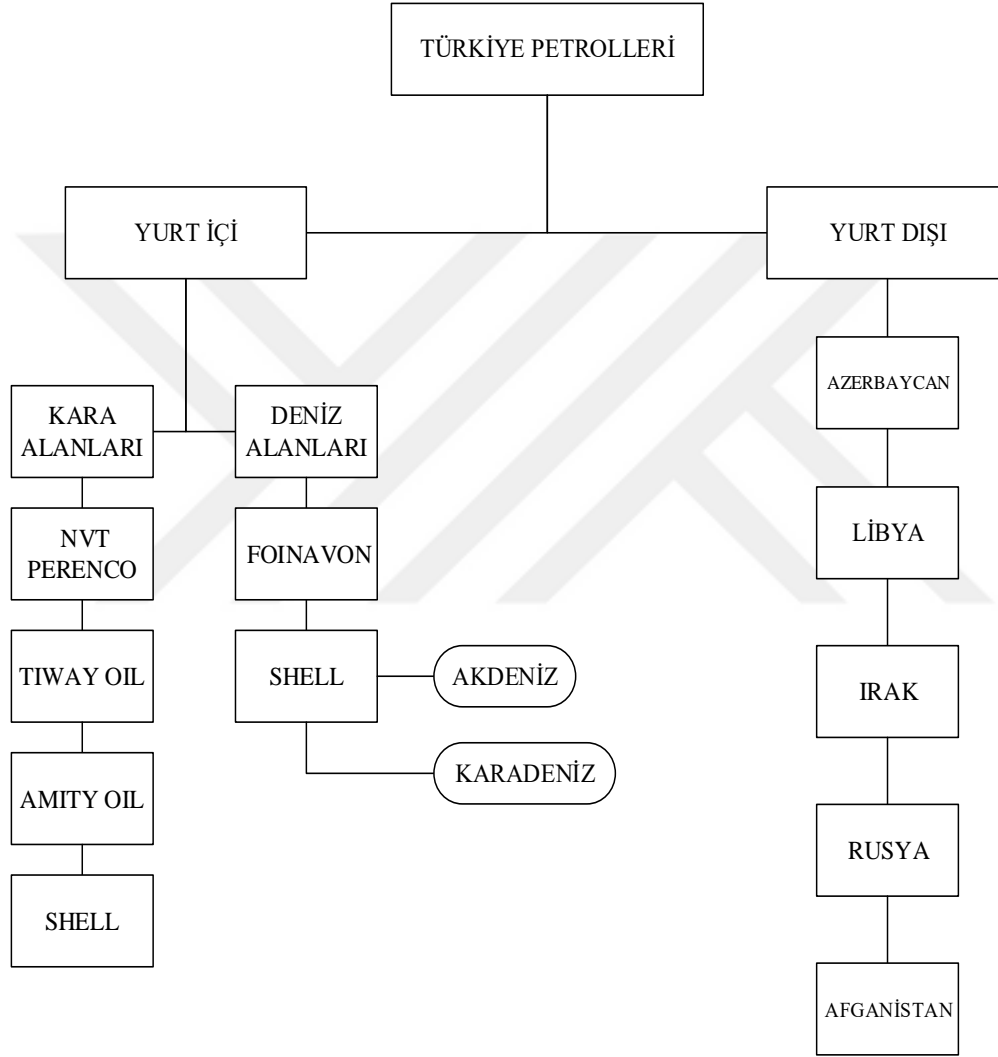 TÜRKİYE PETROLLERİ
YURT İÇİ
YURT DIŞI
KARA
ALANLARI
DENİZ
ALANLARI
NVT
PERENCO
FOINAVON
TIWAY OIL
SHELL
AKDENİZ
KARADENİZ
AMITY OIL
SHELL
AZERBAYCAN
LİBYA
IRAK
RUSYA
AFGANİSTAN